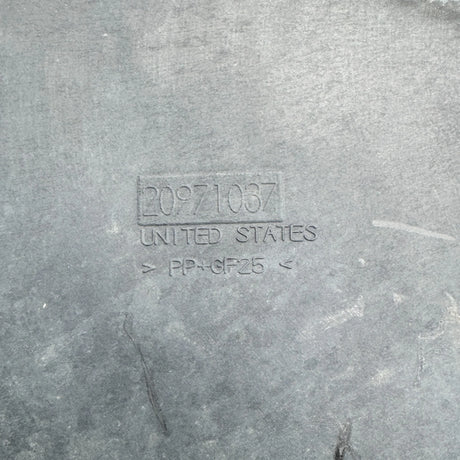 20971037
UNITED STATES
> PP+GF25 <